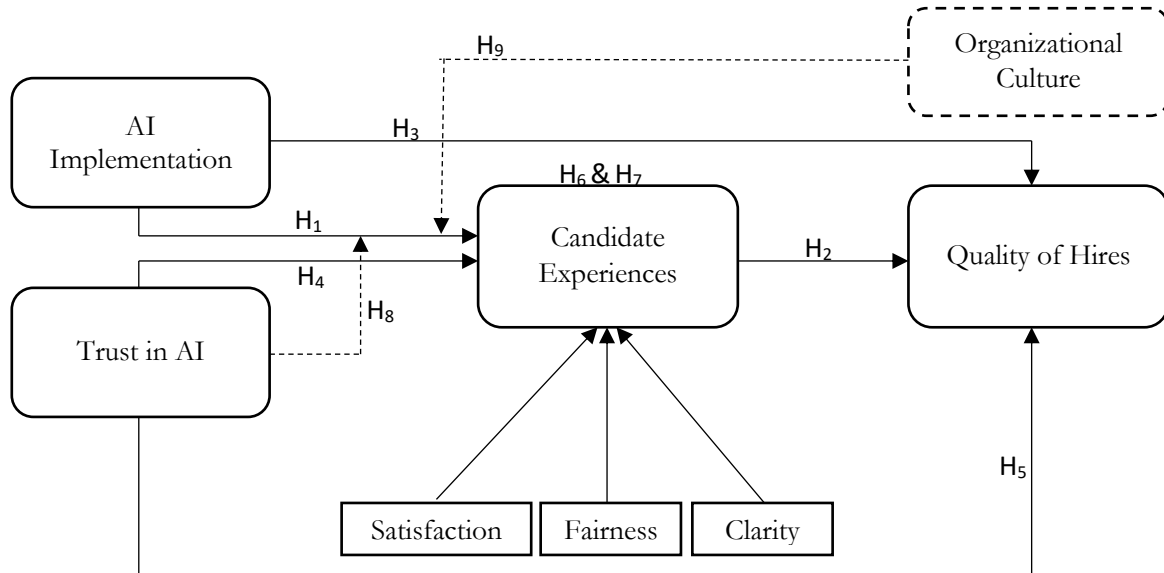 H₉
Organizational
Culture
AI
Implementation
H₃
H₆ & H₇
H₁
Candidate
Experiences
H₂
Quality of Hires
H₄
H₈
Trust in AI
H₅
Satisfaction
Fairness
Clarity